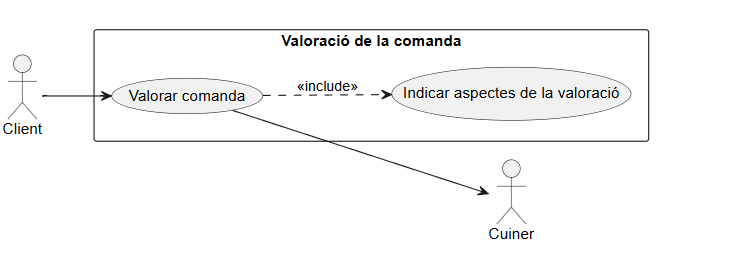 Valoració de la comanda
Client
Valorar comanda
«include»
Indicar aspectes de la valoració
Cuiner